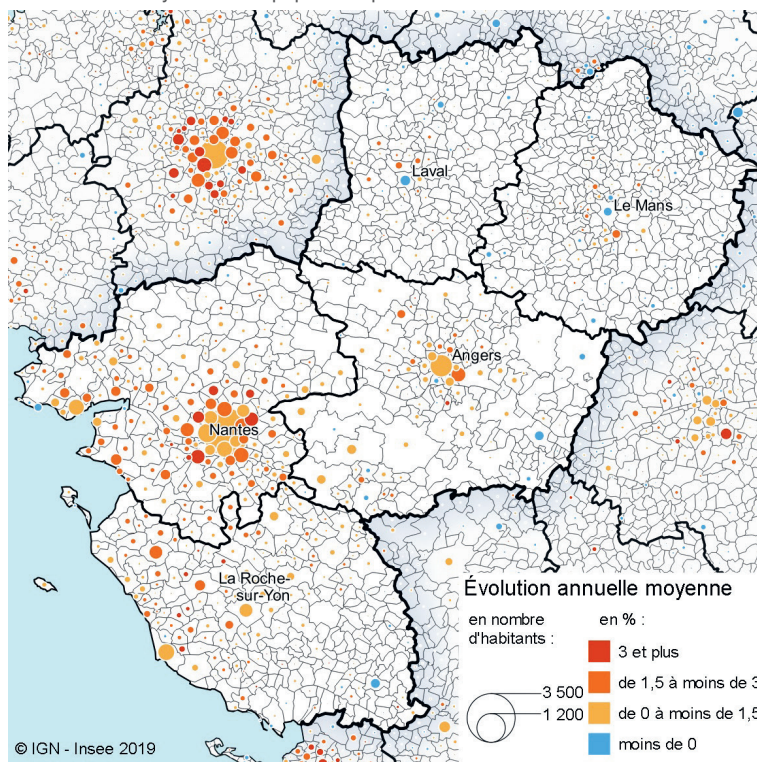 Laval
Le Mans
Angers
Nantes
La Roche-
sur-Yon
Évolution annuelle moyenne
en nombre
d'habitants :
en % :
3 500
1 200
3 et plus
de 1,5 à moins de 3
de 0 à moins de 1,5
moins de 0
© IGN - Insee 2019